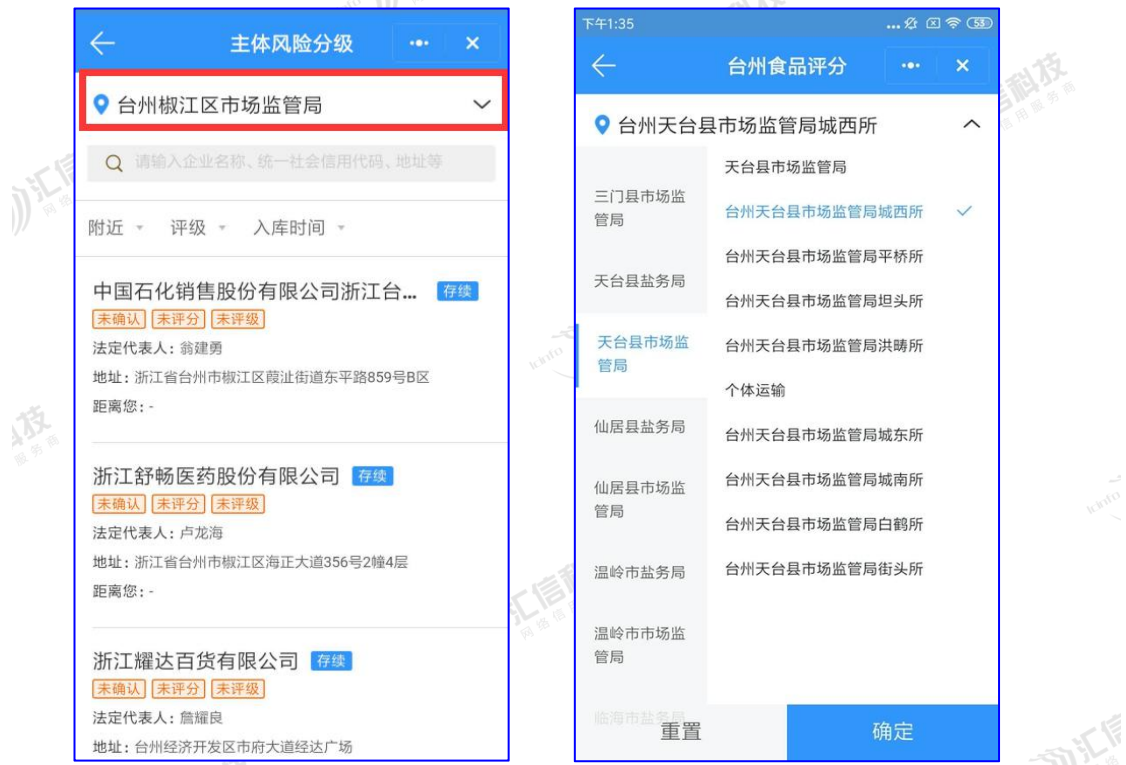 主体风险分级
台州椒江区市场监管局
请输入企业名称、统一社会信用代码、地址等
附近 评级 入库时间
中国石化销售股份有限公司浙江台... 存续
未确认 未评分 未评级
法定代表人：翁建勇
地址：浙江省台州市椒江区葭沚街道东平路859号B区
距离您：-
浙江舒畅医药股份有限公司 存续
未确认 未评分 未评级
法定代表人：卢龙海
地址：浙江省台州市椒江区海正大道356号2幢4层
距离您：-
浙江耀达百货有限公司 存续
未确认 未评分 未评级
法定代表人：詹耀良
地址：台州经济开发区市府大道经达广场
下午1:35 ... 53
台州食品评分
台州天台县市场监管局城西所
三门县市场监
管局
天台县盐务局
天台县市场监
管局
仙居县盐务局
仙居县市场监
管局
温岭市盐务局
温岭市市场监
管局
临海市盐务局
天台县市场监管局
台州天台县市场监管局城西所
台州天台县市场监管局平桥所
台州天台县市场监管局坦头所
台州天台县市场监管局洪畴所
个体运输
台州天台县市场监管局城东所
台州天台县市场监管局城南所
台州天台县市场监管局白鹤所
台州天台县市场监管局街头所
重置 确定